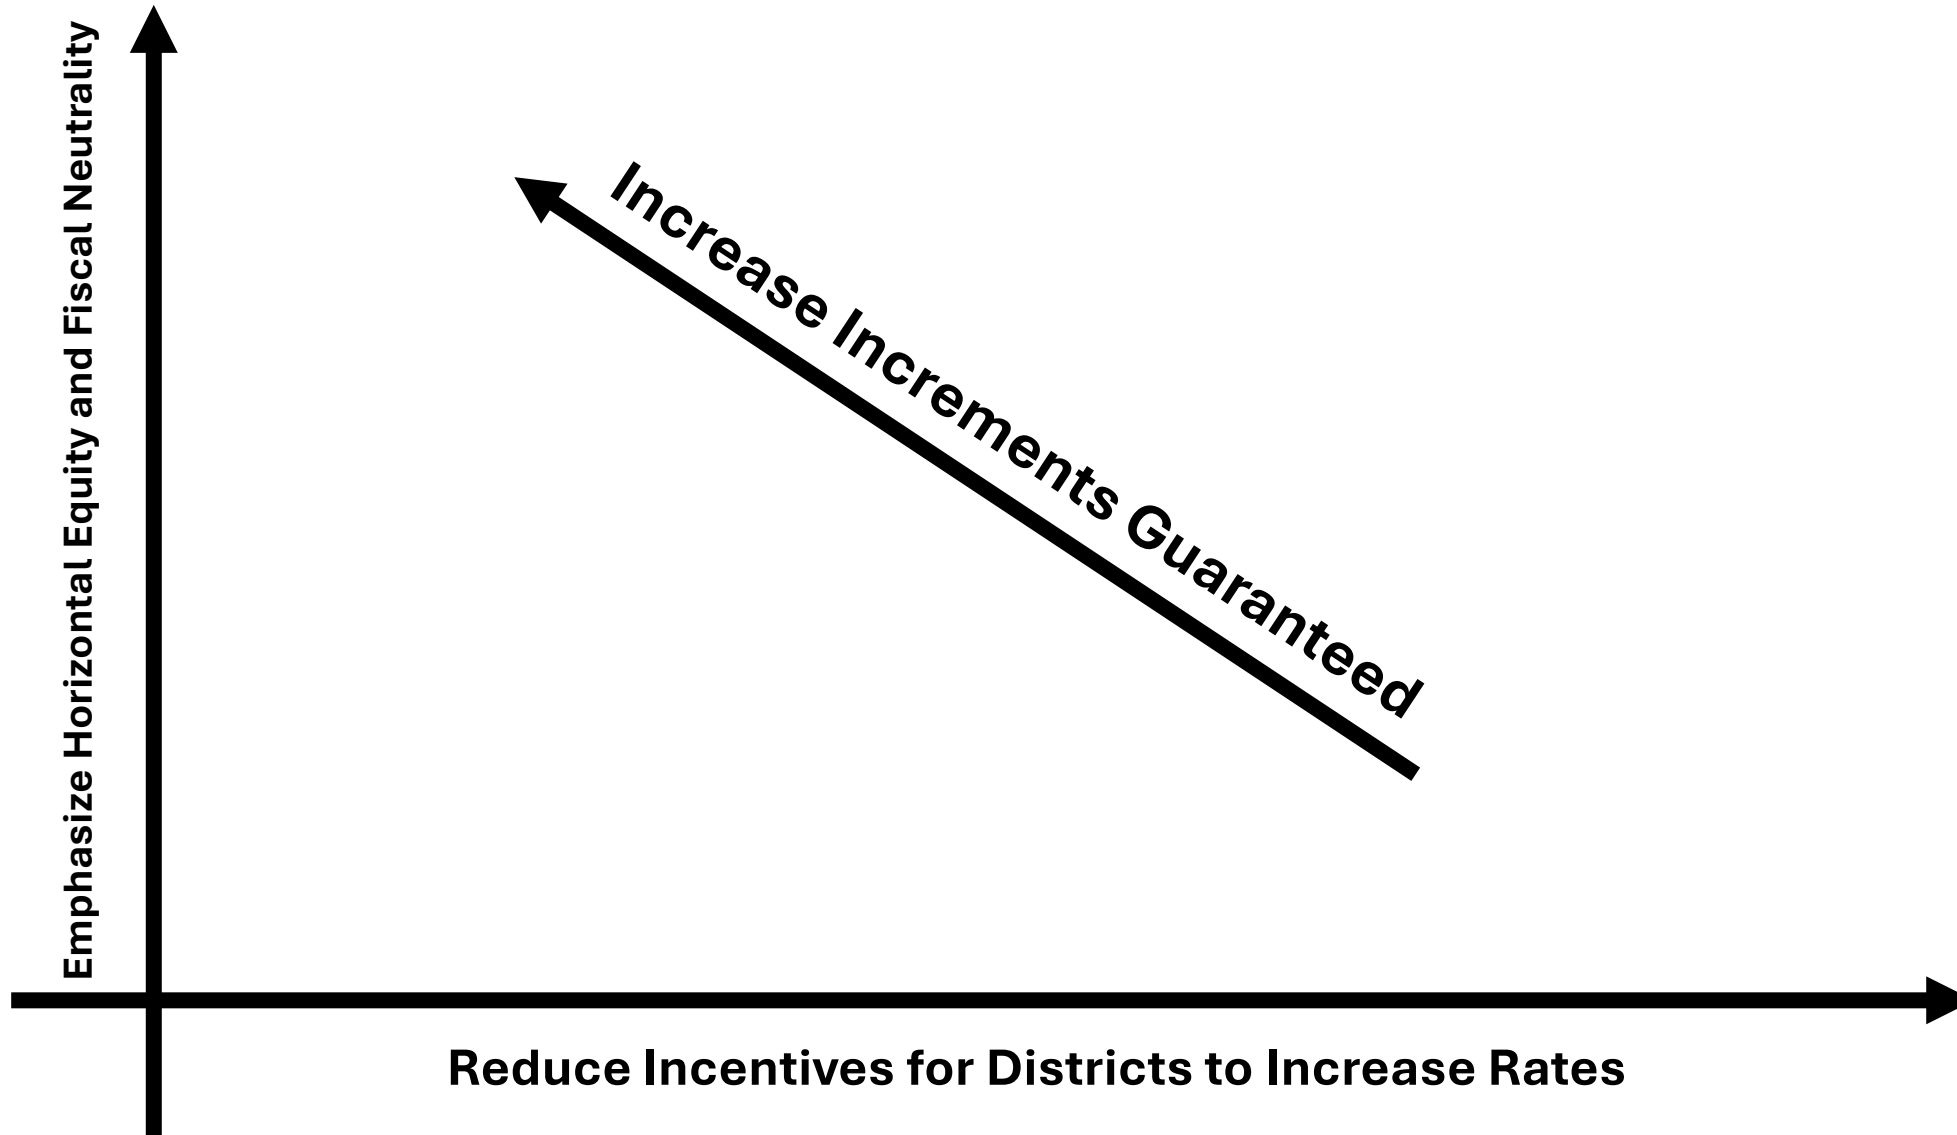 Emphasize Horizontal Equity and Fiscal Neutrality
Increase Increments Guaranteed
Reduce Incentives for Districts to Increase Rates